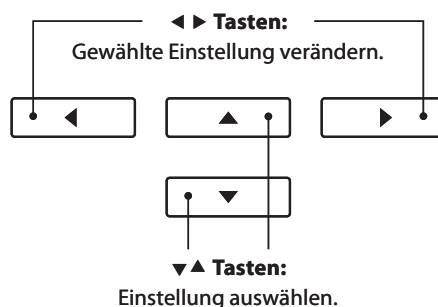 ◀ ▶ Tasten:
Gewählte Einstellung verändern.
◀ ▲ ▶
▼
▼▲ Tasten:
Einstellung auswählen.